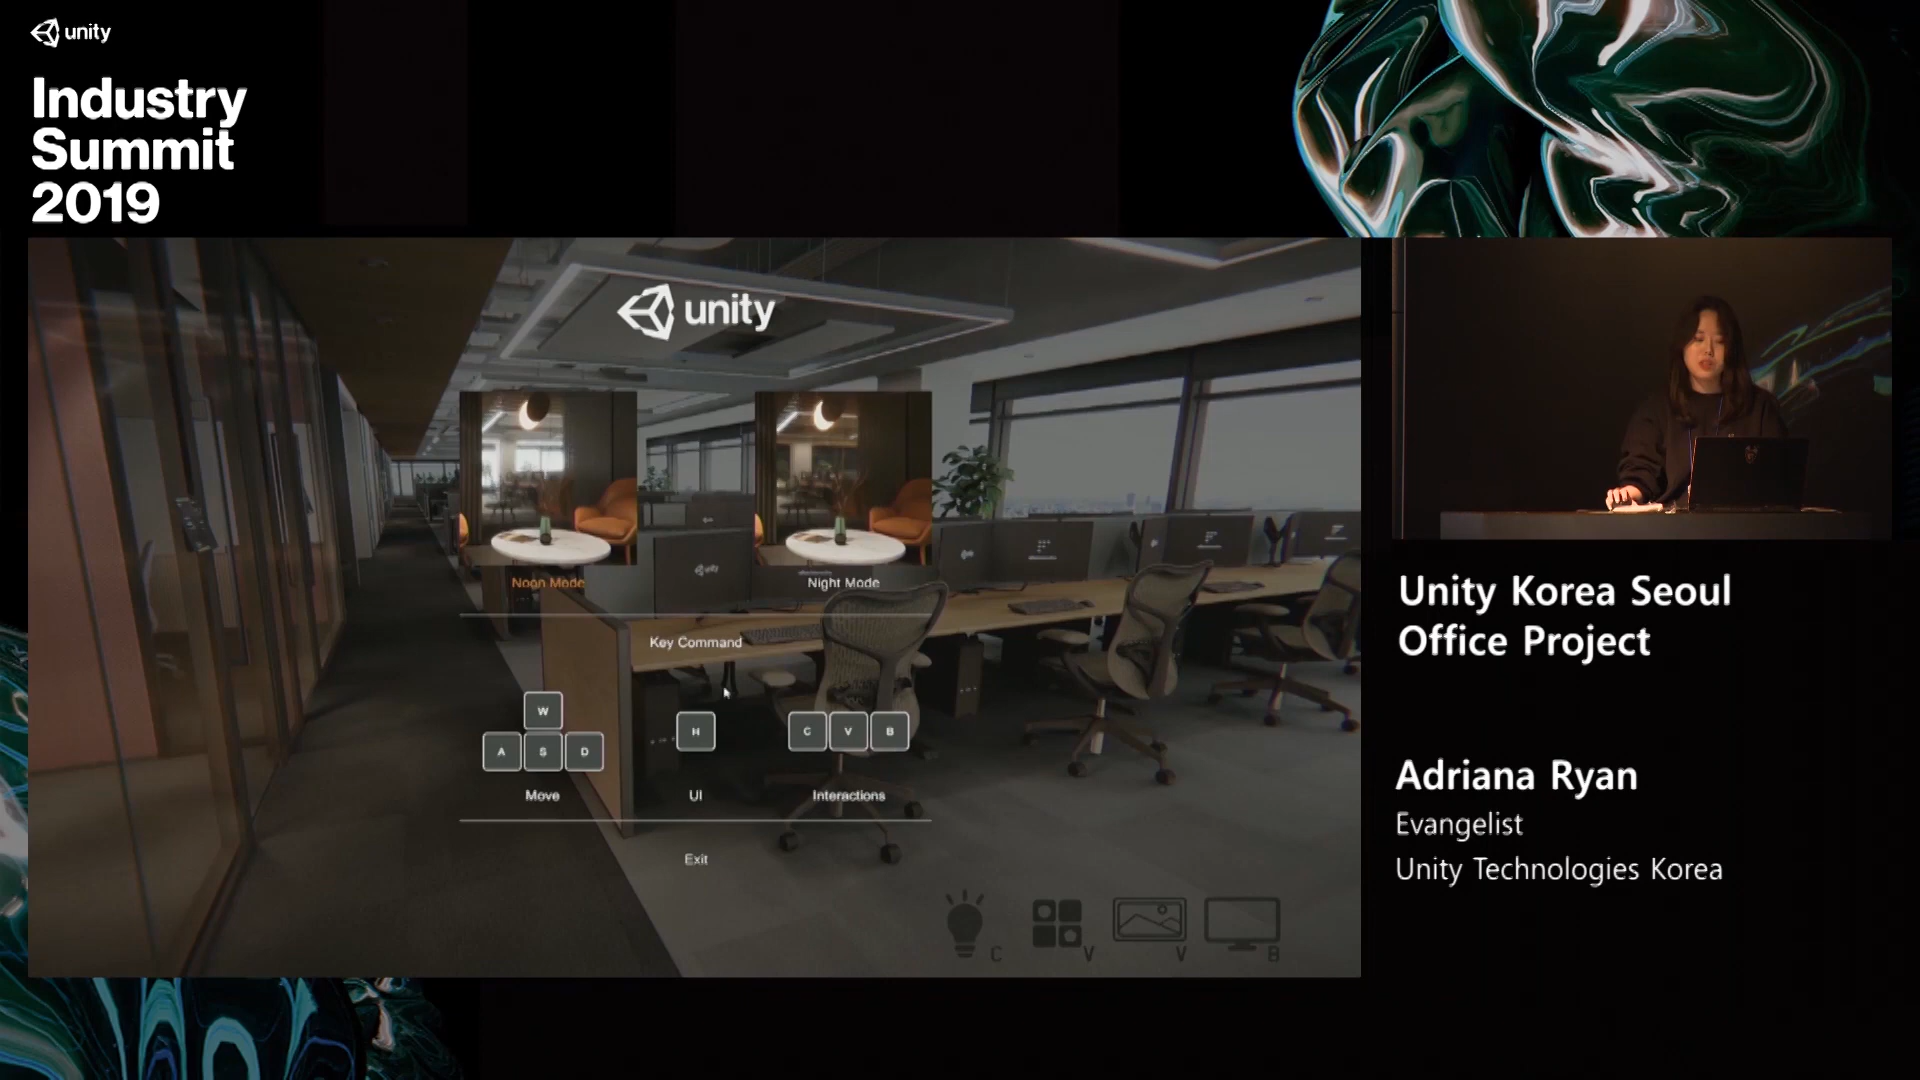 unity
Industry
Summit
2019
unity
Noon Mode
Night Mode
Key Command
W
A S D
H
C V B
Move
UI
Interactions
Exit
C
V
V
B
unity
Unity Korea Seoul
Office Project
Adriana Ryan
Evangelist
Unity Technologies Korea